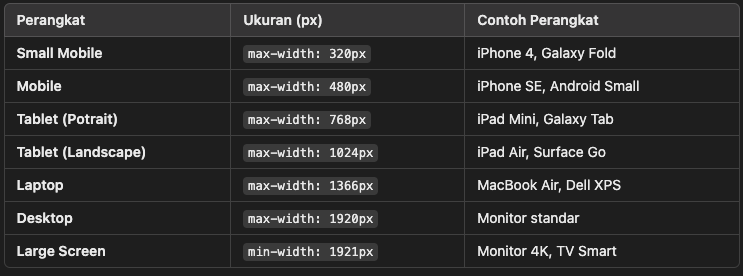 Perangkat Ukuran (px) Contoh Perangkat
Small Mobile max-width: 320px iPhone 4, Galaxy Fold
Mobile max-width: 480px iPhone SE, Android Small
Tablet (Potrait) max-width: 768px iPad Mini, Galaxy Tab
Tablet (Landscape) max-width: 1024px iPad Air, Surface Go
Laptop max-width: 1366px MacBook Air, Dell XPS
Desktop max-width: 1920px Monitor standar
Large Screen min-width: 1921px Monitor 4K, TV Smart